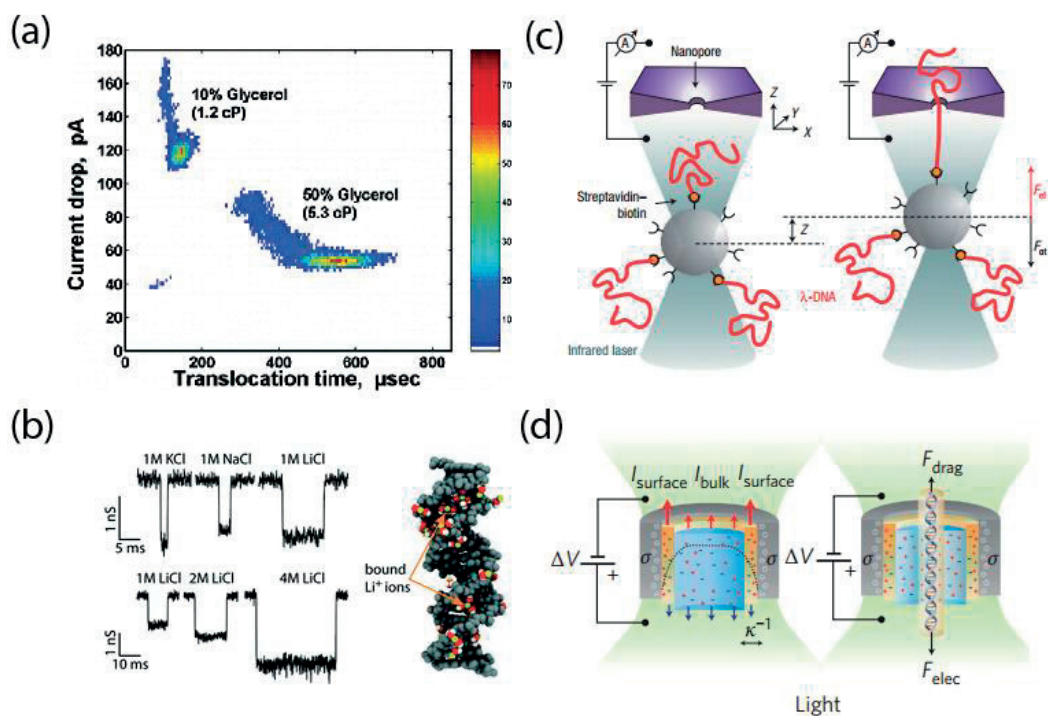 (a)
180
160
140
120
100
80
60
40
20
0
Current drop, pA
10% Glycerol
(1.2 cP)
50% Glycerol
(5.3 cP)
0 200 400 600 800
Translocation time, μsec
70
60
50
40
30
20
10
(b)
1M KCl 1M NaCl 1M LiCl
1 nS
5 ms
1M LiCl 2M LiCl 4M LiCl
1 nS
10 ms
bound
Li⁺ ions
(c)
A
Nanopore
Z
Y
X
Streptavidin–
biotin
Z
λ-DNA
Infrared laser
A
F_el
F_ot
(d)
I_surface I_bulk I_surface
ΔV
+
σ σ
κ⁻¹
F_drag
ΔV
+
σ σ
F_elec
Light